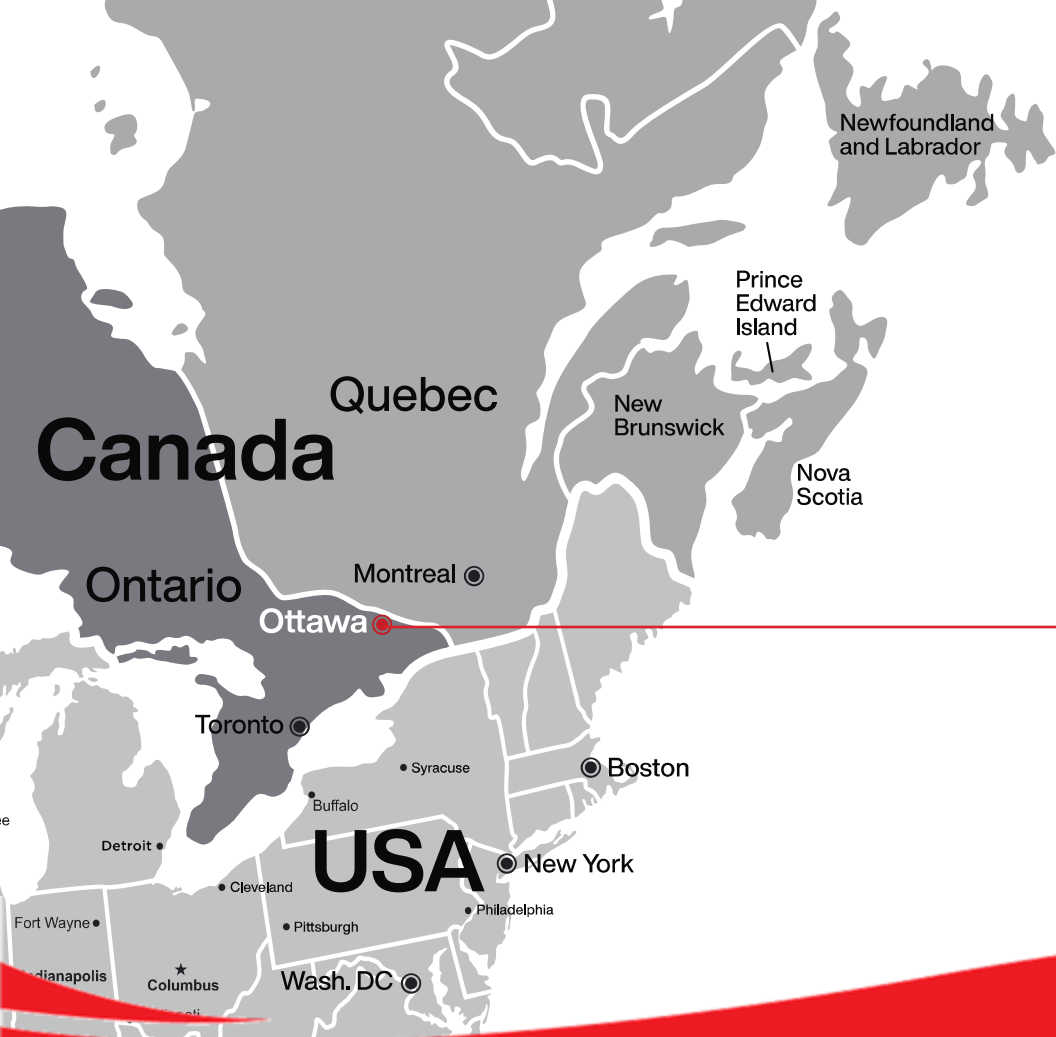 Newfoundland
and Labrador
Prince
Edward
Island
Quebec
New
Brunswick
Canada
Nova
Scotia
Montreal
Ontario
Ottawa
Toronto
Syracuse
Boston
Buffalo
USA
Detroit
New York
Cleveland
Philadelphia
Fort Wayne
Pittsburgh
Wash. DC
Columbus